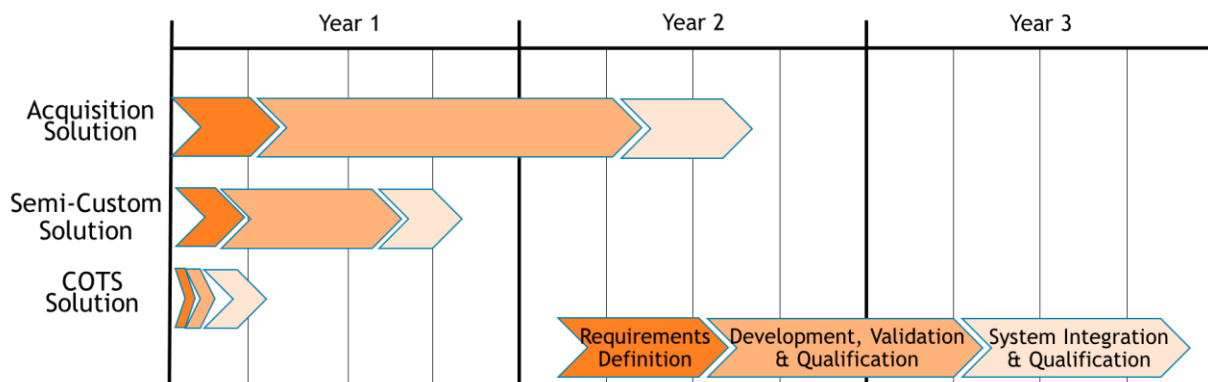 Year 1
Year 2
Year 3
Acquisition
Solution
Semi-Custom
Solution
COTS
Solution
Requirements
Definition
Development, Validation
& Qualification
System Integration
& Qualification